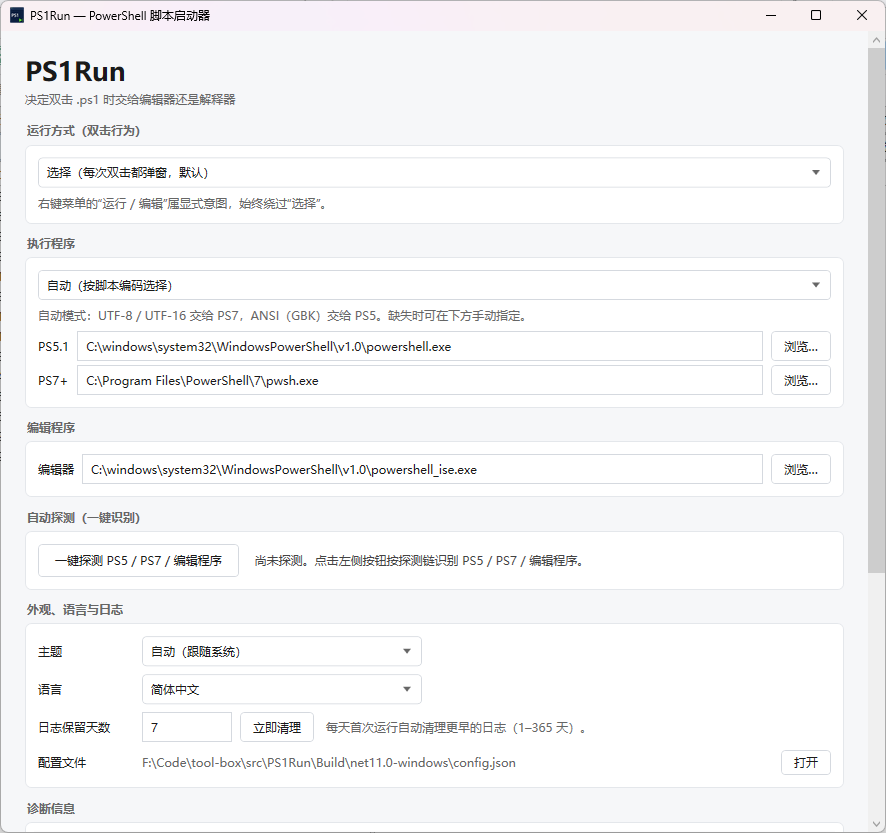 PS1Run — PowerShell 脚本启动器
PS1Run
决定双击 .ps1 时交给编辑器还是解释器
运行方式（双击行为）
选择（每次双击都弹窗，默认）
右键菜单的“运行 / 编辑”属显式意图，始终绕过“选择”。
执行程序
自动（按脚本编码选择）
自动模式：UTF-8 / UTF-16 交给 PS7，ANSI（GBK）交给 PS5。缺失时可在下方手动指定。
PS5.1 C:\windows\system32\WindowsPowerShell\v1.0\powershell.exe 浏览...
PS7+ C:\Program Files\PowerShell\7\pwsh.exe 浏览...
编辑程序
编辑器 C:\windows\system32\WindowsPowerShell\v1.0\powershell_ise.exe 浏览...
自动探测（一键识别）
一键探测 PS5 / PS7 / 编辑程序 尚未探测。点击左侧按钮按探测链识别 PS5 / PS7 / 编辑程序。
外观、语言与日志
主题 自动（跟随系统）
语言 简体中文
日志保留天数 7 立即清理 每天首次运行自动清理更早的日志（1–365 天）。
配置文件 F:\Code\tool-box\src\PS1Run\Build\net11.0-windows\config.json 打开
诊断信息